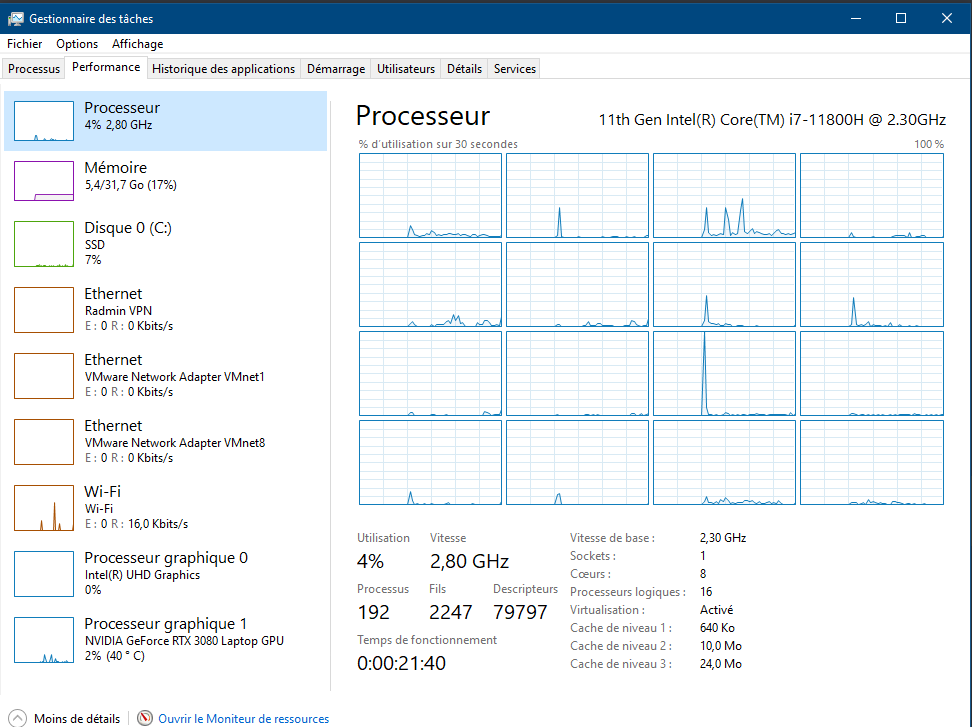 Gestionnaire des tâches
Fichier Options Affichage
Processus Performance Historique des applications Démarrage Utilisateurs Détails Services
Processeur
4% 2,80 GHz
Mémoire
5,4/31,7 Go (17%)
Disque 0 (C:)
SSD
7%
Ethernet
Radmin VPN
E : 0 R : 0 Kbits/s
Ethernet
VMware Network Adapter VMnet1
E : 0 R : 0 Kbits/s
Ethernet
VMware Network Adapter VMnet8
E : 0 R : 0 Kbits/s
Wi-Fi
Wi-Fi
E : 0 R : 16,0 Kbits/s
Processeur graphique 0
Intel(R) UHD Graphics
0%
Processeur graphique 1
NVIDIA GeForce RTX 3080 Laptop GPU
2% (40 ° C)
Processeur 11th Gen Intel(R) Core(TM) i7-11800H @ 2.30GHz
% d'utilisation sur 30 secondes 100 %
Utilisation Vitesse
4% 2,80 GHz
Processus Fils Descripteurs
192 2247 79797
Temps de fonctionnement
0:00:21:40
Vitesse de base : 2,30 GHz
Sockets : 1
Cœurs : 8
Processeurs logiques : 16
Virtualisation : Activé
Cache de niveau 1 : 640 Ko
Cache de niveau 2 : 10,0 Mo
Cache de niveau 3 : 24,0 Mo
Moins de détails Ouvrir le Moniteur de ressources